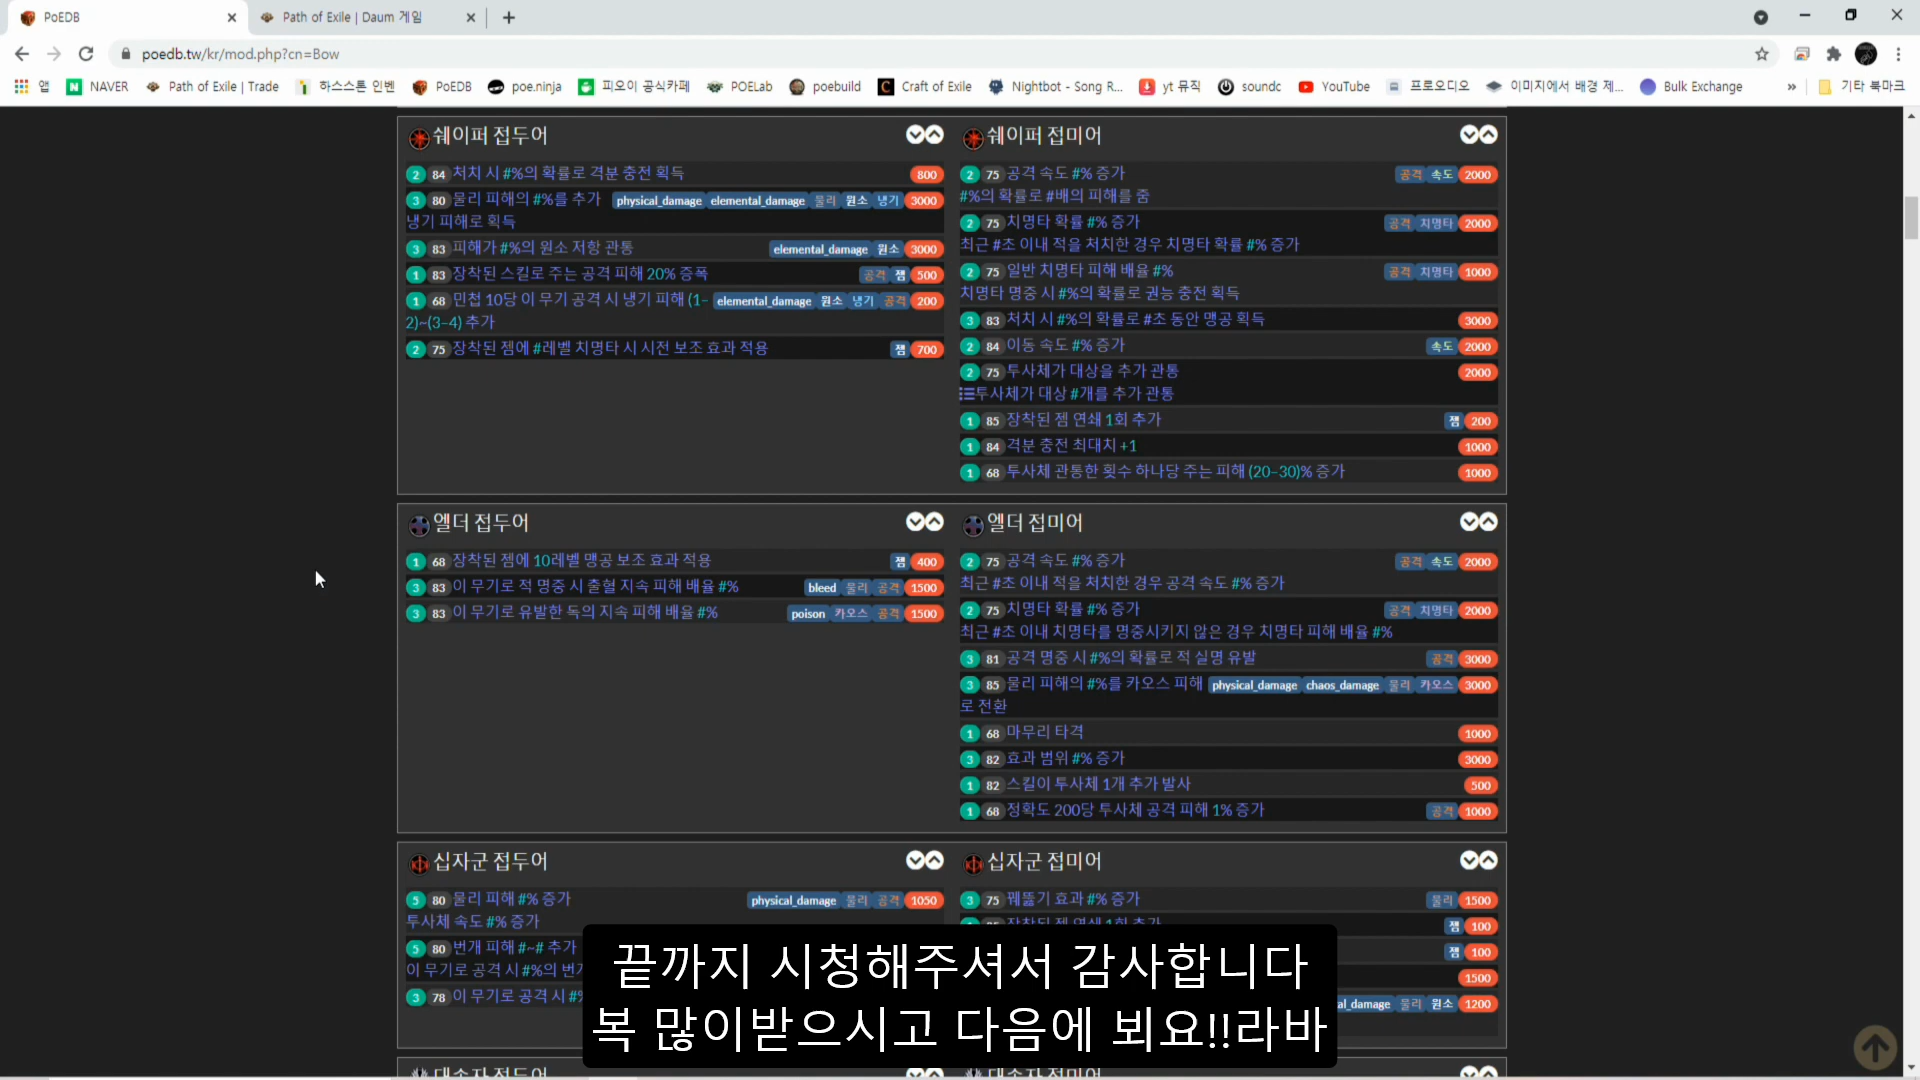 PoEDB
Path of Exile | Daum 게임
poedb.tw/kr/mod.php?cn=Bow
앱 NAVER Path of Exile | Trade 하스스톤 인벤 PoEDB poe.ninja 피오이 공식카페 POELab poebuild Craft of Exile Nightbot - Song R... yt 뮤직 soundc YouTube 프로오디오 이미지에서 배경 제... Bulk Exchange » 기타 북마크
쉐이퍼 접두어
2 84 처치 시 #%의 확률로 격분 충전 획득 800
3 80 물리 피해의 #%를 추가 physical_damage elemental_damage 물리 원소 냉기 3000
냉기 피해로 획득
3 83 피해가 #%의 원소 저항 관통 elemental_damage 원소 3000
1 83 장착된 스킬로 주는 공격 피해 20% 증폭 공격 젬 500
1 68 민첩 10당 이 무기 공격 시 냉기 피해 (1– elemental_damage 원소 냉기 공격 200
2)~(3–4) 추가
2 75 장착된 젬에 #레벨 치명타 시 시전 보조 효과 적용 젬 700
쉐이퍼 접미어
2 75 공격 속도 #% 증가 공격 속도 2000
#%의 확률로 #배의 피해를 줌
2 75 치명타 확률 #% 증가 공격 치명타 2000
최근 #초 이내 적을 처치한 경우 치명타 확률 #% 증가
2 75 일반 치명타 피해 배율 #% 공격 치명타 1000
치명타 명중 시 #%의 확률로 권능 충전 획득
3 83 처치 시 #%의 확률로 #초 동안 맹공 획득 3000
2 84 이동 속도 #% 증가 속도 2000
2 75 투사체가 대상을 추가 관통 2000
투사체가 대상 #개를 추가 관통
1 85 장착된 젬 연쇄 1회 추가 젬 200
1 84 격분 충전 최대치 +1 1000
1 68 투사체 관통한 횟수 하나당 주는 피해 (20–30)% 증가 1000
엘더 접두어
1 68 장착된 젬에 10레벨 맹공 보조 효과 적용 젬 400
3 83 이 무기로 적 명중 시 출혈 지속 피해 배율 #% bleed 물리 공격 1500
3 83 이 무기로 유발한 독의 지속 피해 배율 #% poison 카오스 공격 1500
엘더 접미어
2 75 공격 속도 #% 증가 공격 속도 2000
최근 #초 이내 적을 처치한 경우 공격 속도 #% 증가
2 75 치명타 확률 #% 증가 공격 치명타 2000
최근 #초 이내 치명타를 명중시키지 않은 경우 치명타 피해 배율 #%
3 81 공격 명중 시 #%의 확률로 적 실명 유발 공격 3000
3 85 물리 피해의 #%를 카오스 피해 physical_damage chaos_damage 물리 카오스 3000
로 전환
1 68 마무리 타격 1000
3 82 효과 범위 #% 증가 3000
1 82 스킬이 투사체 1개 추가 발사 500
1 68 정확도 200당 투사체 공격 피해 1% 증가 공격 1000
십자군 접두어
5 80 물리 피해 #% 증가 physical_damage 물리 공격 1050
투사체 속도 #% 증가
5 80 번개 피해 #~# 추가
이 무기로 공격 시 #%의 번개
3 78 이 무기로 공격 시 #%
십자군 접미어
3 75 꿰뚫기 효과 #% 증가 물리 1500
장착된 젬 연쇄 1회 추가 젬 100
젬 100
1500
물리 원소 1200
끝까지 시청해주셔서 감사합니다
복 많이받으시고 다음에 뵈요!!라바
대속자 접두어
대속자 접미어